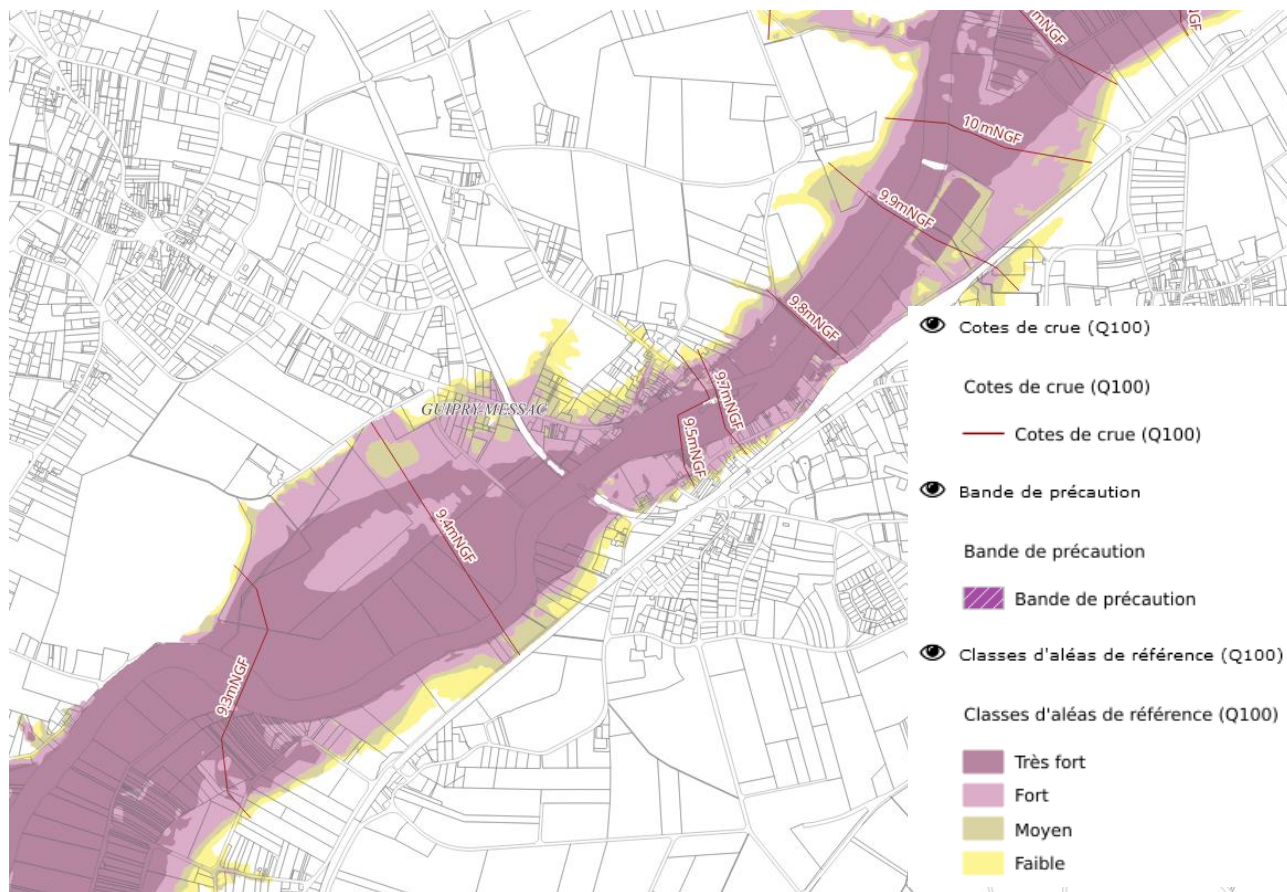 mNGF
NGF
10 mNGF
9.9mNGF
9.8mNGF
9.7mNGF
9.5mNGF
GUIPRY-MESSAC
9.4mNGF
9.3mNGF
Cotes de crue (Q100)
Cotes de crue (Q100)
Cotes de crue (Q100)
Bande de précaution
Bande de précaution
Bande de précaution
Classes d'aléas de référence (Q100)
Classes d'aléas de référence (Q100)
Très fort
Fort
Moyen
Faible